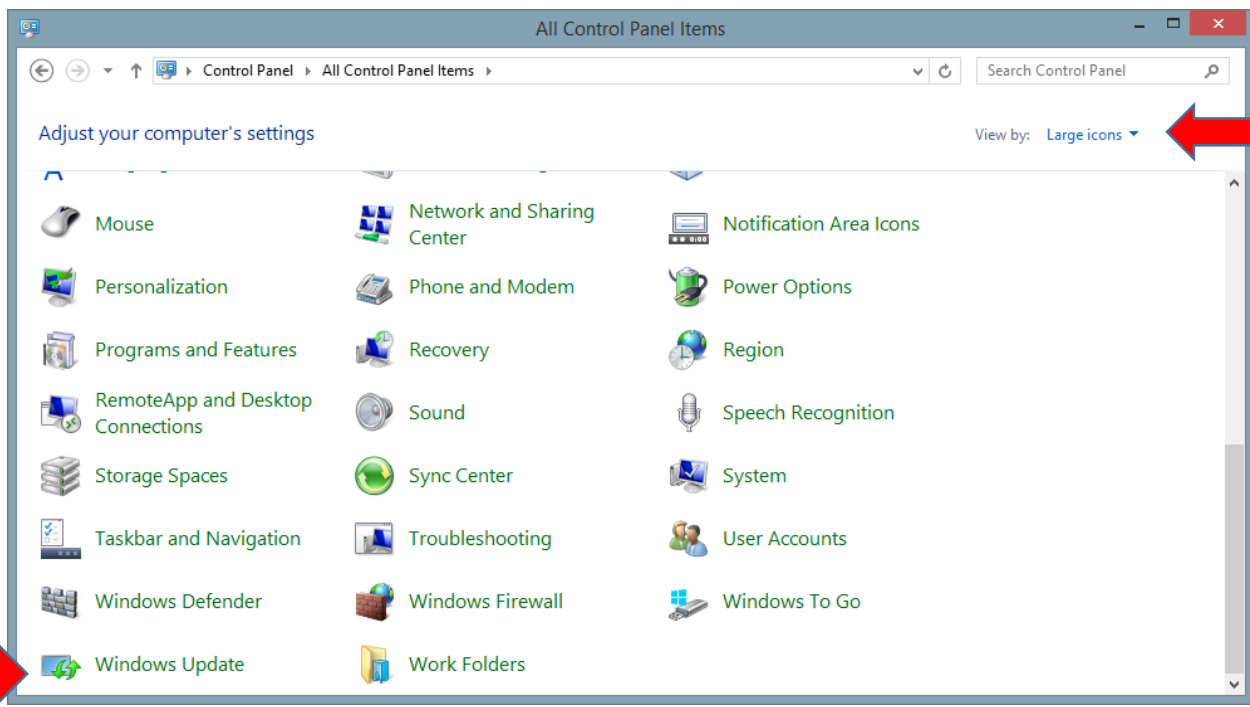 All Control Panel Items
Control Panel All Control Panel Items
Search Control Panel
Adjust your computer's settings
View by: Large icons
Mouse
Network and Sharing
Center
Notification Area Icons
Personalization
Phone and Modem
Power Options
Programs and Features
Recovery
Region
RemoteApp and Desktop
Connections
Sound
Speech Recognition
Storage Spaces
Sync Center
System
Taskbar and Navigation
Troubleshooting
User Accounts
Windows Defender
Windows Firewall
Windows To Go
Windows Update
Work Folders